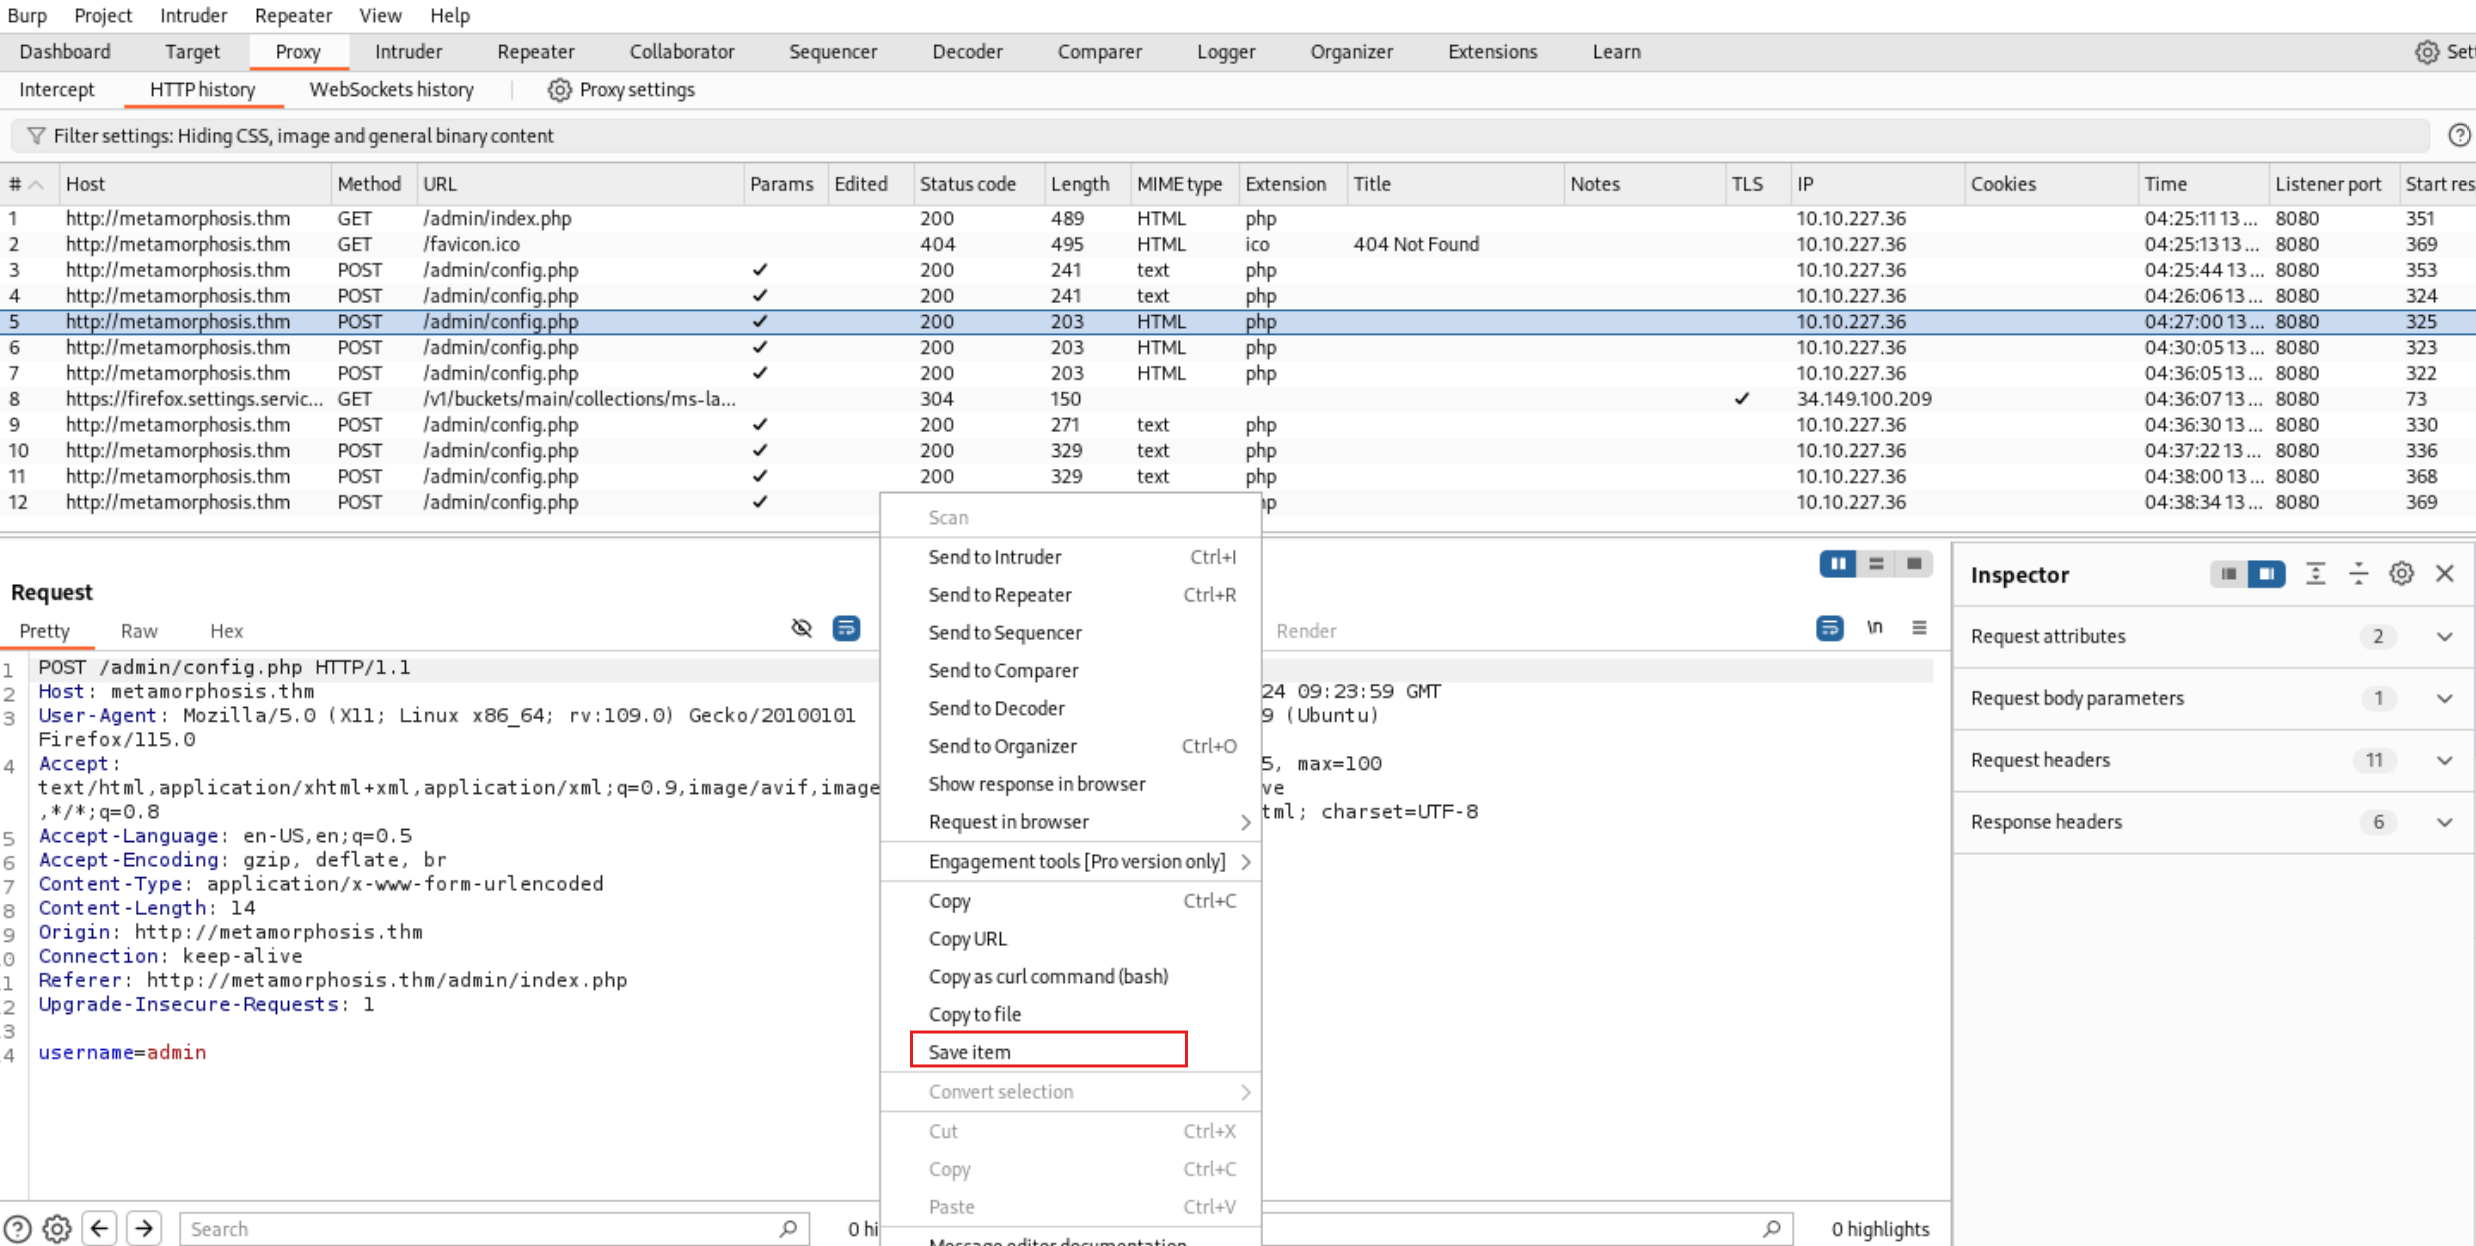 Burp Project Intruder Repeater View Help
Dashboard Target Proxy Intruder Repeater Collaborator Sequencer Decoder Comparer Logger Organizer Extensions Learn Sett
Intercept HTTP history WebSockets history Proxy settings
Filter settings: Hiding CSS, image and general binary content
# Host Method URL Params Edited Status code Length MIME type Extension Title Notes TLS IP Cookies Time Listener port Start res
1 http://metamorphosis.thm GET /admin/index.php 200 489 HTML php 10.10.227.36 04:25:11 13 ... 8080 351
2 http://metamorphosis.thm GET /favicon.ico 404 495 HTML ico 404 Not Found 10.10.227.36 04:25:13 13 ... 8080 369
3 http://metamorphosis.thm POST /admin/config.php ✓ 200 241 text php 10.10.227.36 04:25:44 13 ... 8080 353
4 http://metamorphosis.thm POST /admin/config.php ✓ 200 241 text php 10.10.227.36 04:26:06 13 ... 8080 324
5 http://metamorphosis.thm POST /admin/config.php ✓ 200 203 HTML php 10.10.227.36 04:27:00 13 ... 8080 325
6 http://metamorphosis.thm POST /admin/config.php ✓ 200 203 HTML php 10.10.227.36 04:30:05 13 ... 8080 323
7 http://metamorphosis.thm POST /admin/config.php ✓ 200 203 HTML php 10.10.227.36 04:36:05 13 ... 8080 322
8 https://firefox.settings.servic... GET /v1/buckets/main/collections/ms-la... 304 150 ✓ 34.149.100.209 04:36:07 13 ... 8080 73
9 http://metamorphosis.thm POST /admin/config.php ✓ 200 271 text php 10.10.227.36 04:36:30 13 ... 8080 330
10 http://metamorphosis.thm POST /admin/config.php ✓ 200 329 text php 10.10.227.36 04:37:22 13 ... 8080 336
11 http://metamorphosis.thm POST /admin/config.php ✓ 200 329 text php 10.10.227.36 04:38:00 13 ... 8080 368
12 http://metamorphosis.thm POST /admin/config.php ✓ hp 10.10.227.36 04:38:34 13 ... 8080 369
Request
Pretty Raw Hex
1 POST /admin/config.php HTTP/1.1
2 Host: metamorphosis.thm
3 User-Agent: Mozilla/5.0 (X11; Linux x86_64; rv:109.0) Gecko/20100101
Firefox/115.0
4 Accept:
text/html,application/xhtml+xml,application/xml;q=0.9,image/avif,image
,*/*;q=0.8
5 Accept-Language: en-US,en;q=0.5
6 Accept-Encoding: gzip, deflate, br
7 Content-Type: application/x-www-form-urlencoded
8 Content-Length: 14
9 Origin: http://metamorphosis.thm
0 Connection: keep-alive
1 Referer: http://metamorphosis.thm/admin/index.php
2 Upgrade-Insecure-Requests: 1
3
4 username=admin
Search
0 hi
Scan
Send to Intruder Ctrl+I
Send to Repeater Ctrl+R
Send to Sequencer
Send to Comparer
Send to Decoder
Send to Organizer Ctrl+O
Show response in browser
Request in browser
Engagement tools [Pro version only]
Copy Ctrl+C
Copy URL
Copy as curl command (bash)
Copy to file
Save item
Convert selection
Cut Ctrl+X
Copy Ctrl+C
Paste Ctrl+V
Message editor documentation
Render
\n
24 09:23:59 GMT
9 (Ubuntu)
5, max=100
ve
tml; charset=UTF-8
0 highlights
Inspector
Request attributes 2
Request body parameters 1
Request headers 11
Response headers 6